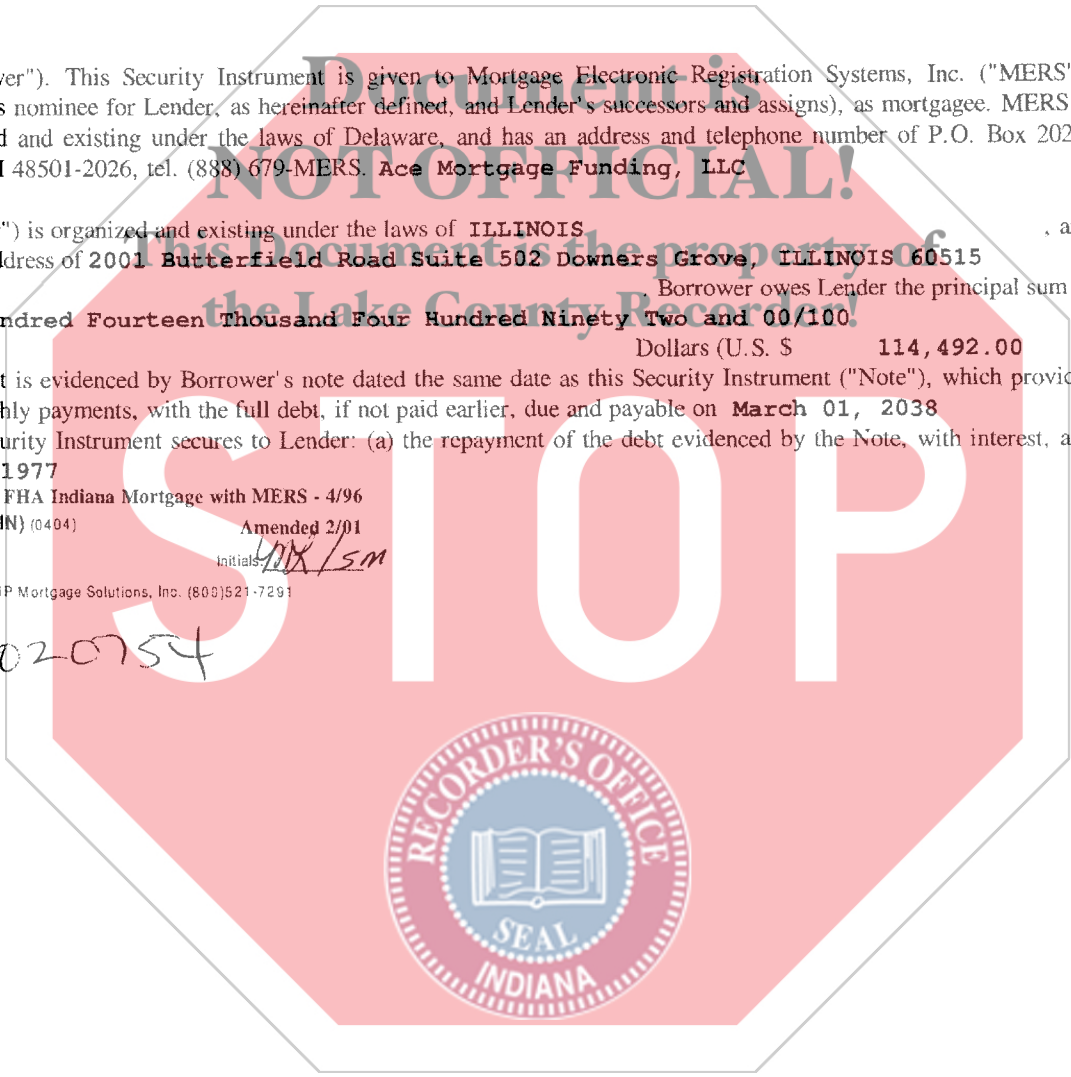 ver"). This Security Instrument is given to Mortgage Electronic Registration Systems, Inc. ("MERS"
s nominee for Lender, as hereinafter defined, and Lender's successors and assigns), as mortgagee. MERS
d and existing under the laws of Delaware, and has an address and telephone number of P.O. Box 202
I 48501-2026, tel. (888) 679-MERS. Ace Mortgage Funding, LLC
") is organized and existing under the laws of ILLINOIS , a
ldress of 2001 Butterfield Road Suite 502 Downers Grove, ILLINOIS 60515
. Borrower owes Lender the principal sum
ndred Fourteen Thousand Four Hundred Ninety Two and 00/100
Dollars (U.S. $ 114,492.00
t is evidenced by Borrower's note dated the same date as this Security Instrument ("Note"), which provid
hly payments, with the full debt, if not paid earlier, due and payable on March 01, 2038
urity Instrument secures to Lender: (a) the repayment of the debt evidenced by the Note, with interest, a
1977
FHA Indiana Mortgage with MERS - 4/96
IN) (0404) Amended 2/01
Initials:
P Mortgage Solutions, Inc. (800)521-7291
020754
Document is
NOT OFFICIAL!
This Document is the property of
the Lake County Recorder!
STOP
RECORDER'S OFFICE
SEAL
INDIANA